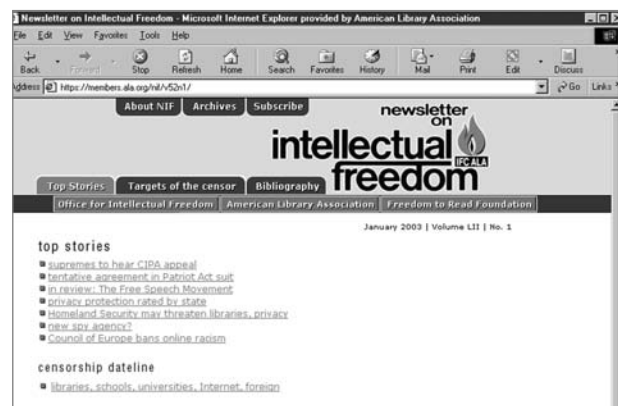 Newsletter on Intellectual Freedom - Microsoft Internet Explorer provided by American Library Association
File Edit View Favorites Tools Help
Back Forward Stop Refresh Home Search Favorites History Mail Print Edit Discuss
Address https://members.ala.org/nif/v52n1/ Go Links
About NIF Archives Subscribe
newsletter
on
intellectual
freedom
IFC ALA
Top Stories Targets of the censor Bibliography
Office for Intellectual Freedom American Library Association Freedom to Read Foundation
January 2003 | Volume LII | No. 1
top stories
supremes to hear CIPA appeal
tentative agreement in Patriot Act suit
in review: The Free Speech Movement
privacy protection rated by state
Homeland Security may threaten libraries, privacy
new spy agency?
Council of Europe bans online racism
censorship dateline
libraries, schools, universities, Internet, foreign